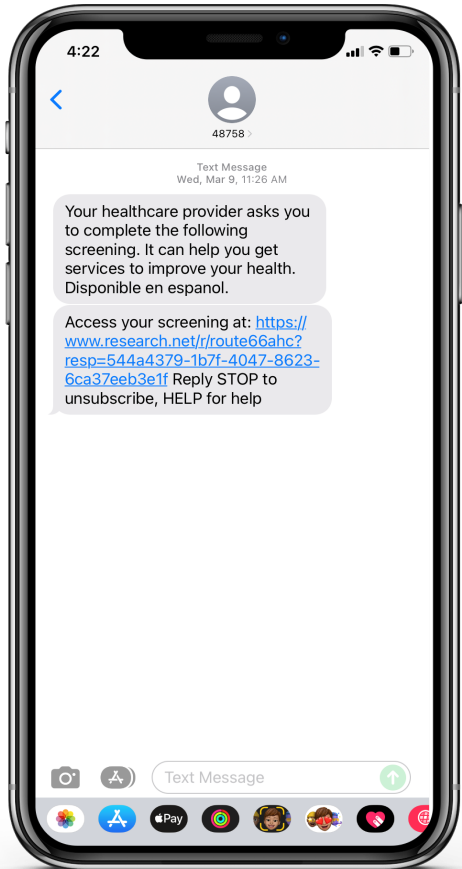 4:22
48758
Text Message
Wed, Mar 9, 11:26 AM
Your healthcare provider asks you
to complete the following
screening. It can help you get
services to improve your health.
Disponible en espanol.
Access your screening at: https://
www.research.net/r/route66ahc?
resp=544a4379-1b7f-4047-8623-
6ca37eeb3e1f Reply STOP to
unsubscribe, HELP for help
Text Message
Pay